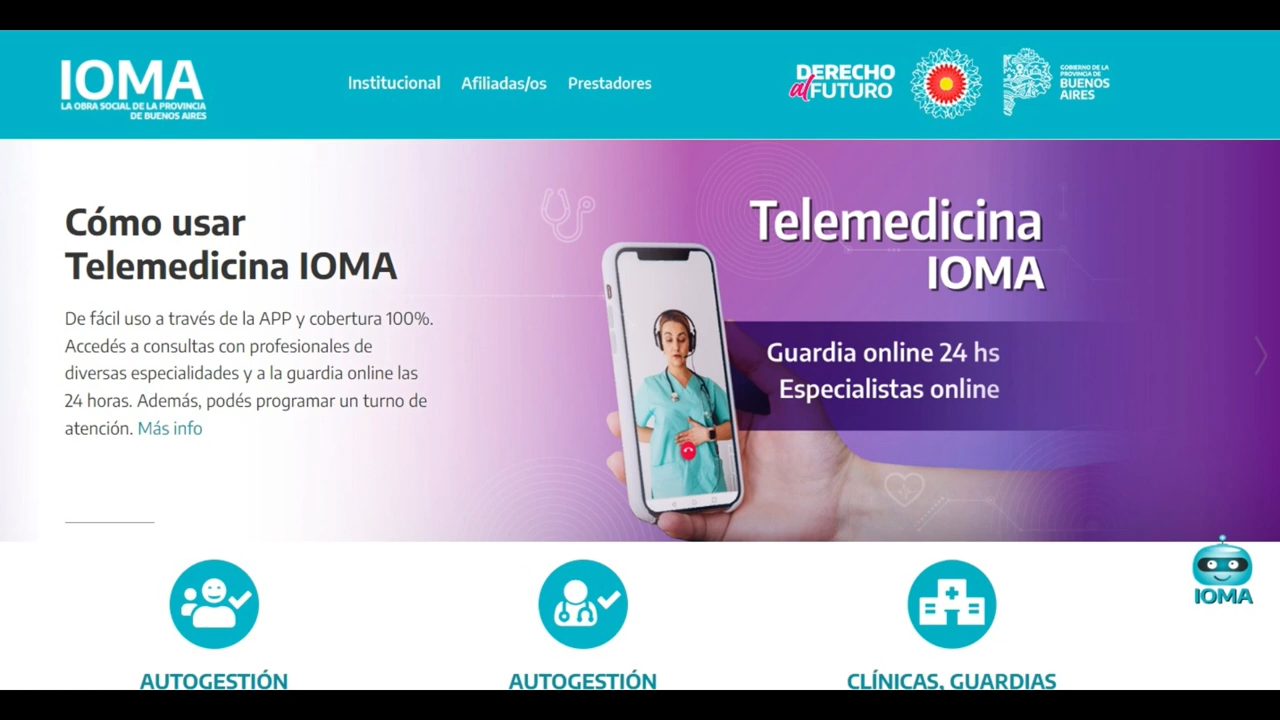 IOMA
LA OBRA SOCIAL DE LA PROVINCIA
DE BUENOS AIRES
Institucional
Afiliadas/os
Prestadores
DERECHO
al FUTURO
GOBIERNO DE LA
PROVINCIA DE
BUENOS
AIRES
Cómo usar
Telemedicina IOMA
De fácil uso a través de la APP y cobertura 100%.
Accedés a consultas con profesionales de
diversas especialidades y a la guardia online las
24 horas. Además, podés programar un turno de
atención. Más info
Telemedicina
IOMA
Guardia online 24 hs
Especialistas online
IOMA
AUTOGESTIÓN
AUTOGESTIÓN
CLÍNICAS, GUARDIAS